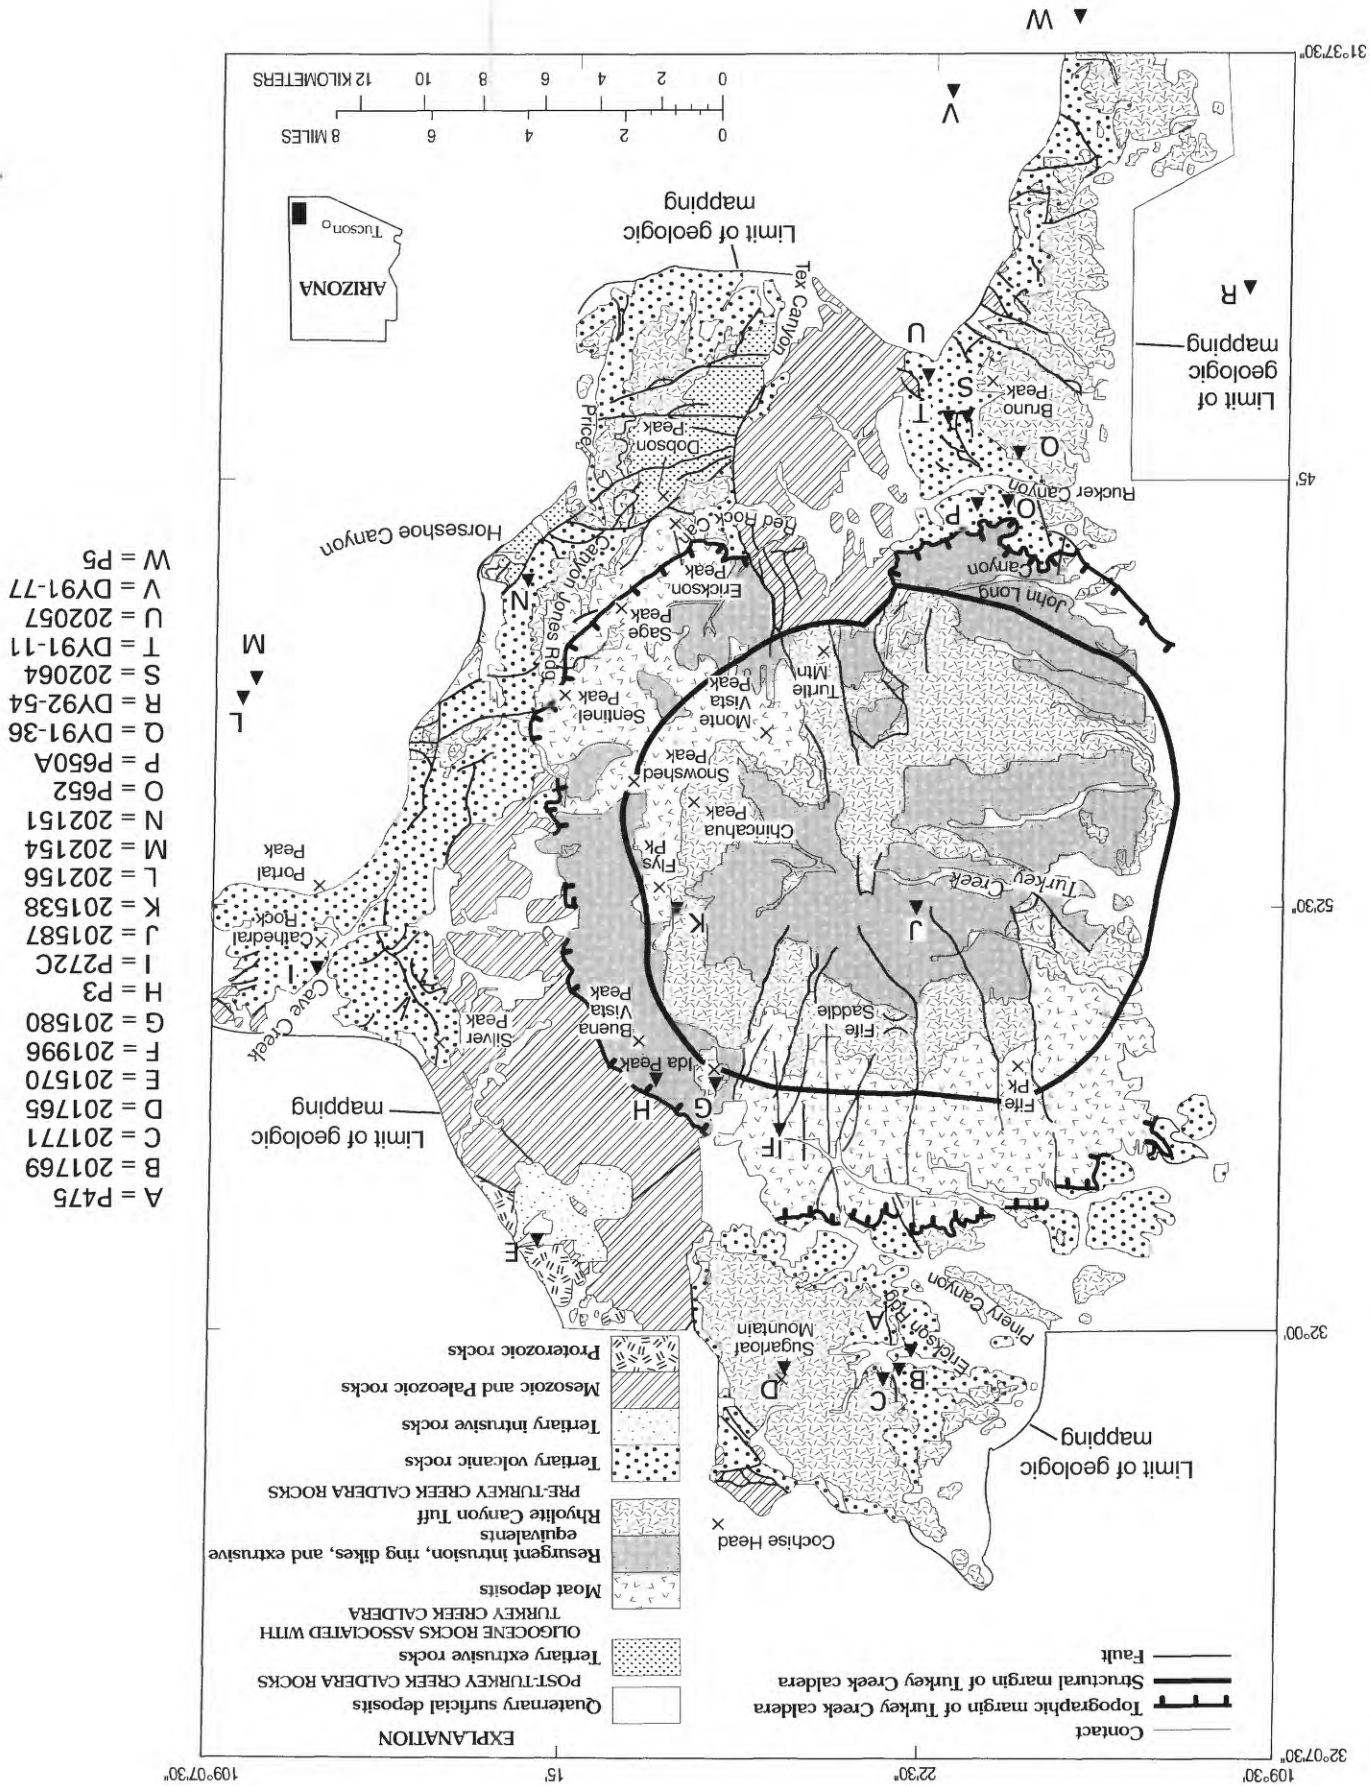 109°30'
22'30"
15'
109°07'30"
32°07'30"
Contact
Topographic margin of Turkey Creek caldera
Structural margin of Turkey Creek caldera
Fault
EXPLANATION
Quaternary surficial deposits
POST-TURKEY CREEK CALDERA ROCKS
Tertiary extrusive rocks
OLIGOCENE ROCKS ASSOCIATED WITH
TURKEY CREEK CALDERA
Moat deposits
Resurgent intrusion, ring dikes, and extrusive
equivalents
Rhyolite Canyon Tuff
PRE-TURKEY CREEK CALDERA ROCKS
Tertiary volcanic rocks
Tertiary intrusive rocks
Mesozoic and Paleozoic rocks
Proterozoic rocks
Cochise Head
Limit of geologic
mapping
C
B
D
Sugarloaf
Mountain
32°00'
Erickson Rdg
A
Pinery Canyon
E
Limit of geologic
mapping
F
G
H
Fife
Pk
Ida Peak
Buena
Vista
Peak
Silver
Peak
Fife
Saddle
Cave Creek
I
Cathedral
Rock
Portal
Peak
52'30"
J
K
Turkey
Creek
Flys
Pk
Chiricahua
Peak
Snowshed
Peak
Monte
Vista
Peak
Turtle
Mtn
Sentinel
Peak
Sage
Peak
L
M
John Long
Canyon
Erickson
Peak
Jones Rdg
N
Canyon
Horseshoe Canyon
Red Rock Can
O
P
Rucker Canyon
45'
Q
Bruno
Peak
S
T
U
Dobson
Peak
Price
Limit of
geologic
mapping
R
Tex Canyon
Limit of geologic
mapping
ARIZONA
Tucson
V
0 2 4 6 8 MILES
0 2 4 6 8 10 12 KILOMETERS
31°37'30"
W
A = P475
B = 201769
C = 201771
D = 201765
E = 201570
F = 201996
G = 201580
H = P3
I = P272C
J = 201587
K = 201538
L = 202156
M = 202154
N = 202151
O = P652
P = P650A
Q = DY91-36
R = DY92-54
S = 202064
T = DY91-11
U = 202057
V = DY91-77
W = P5